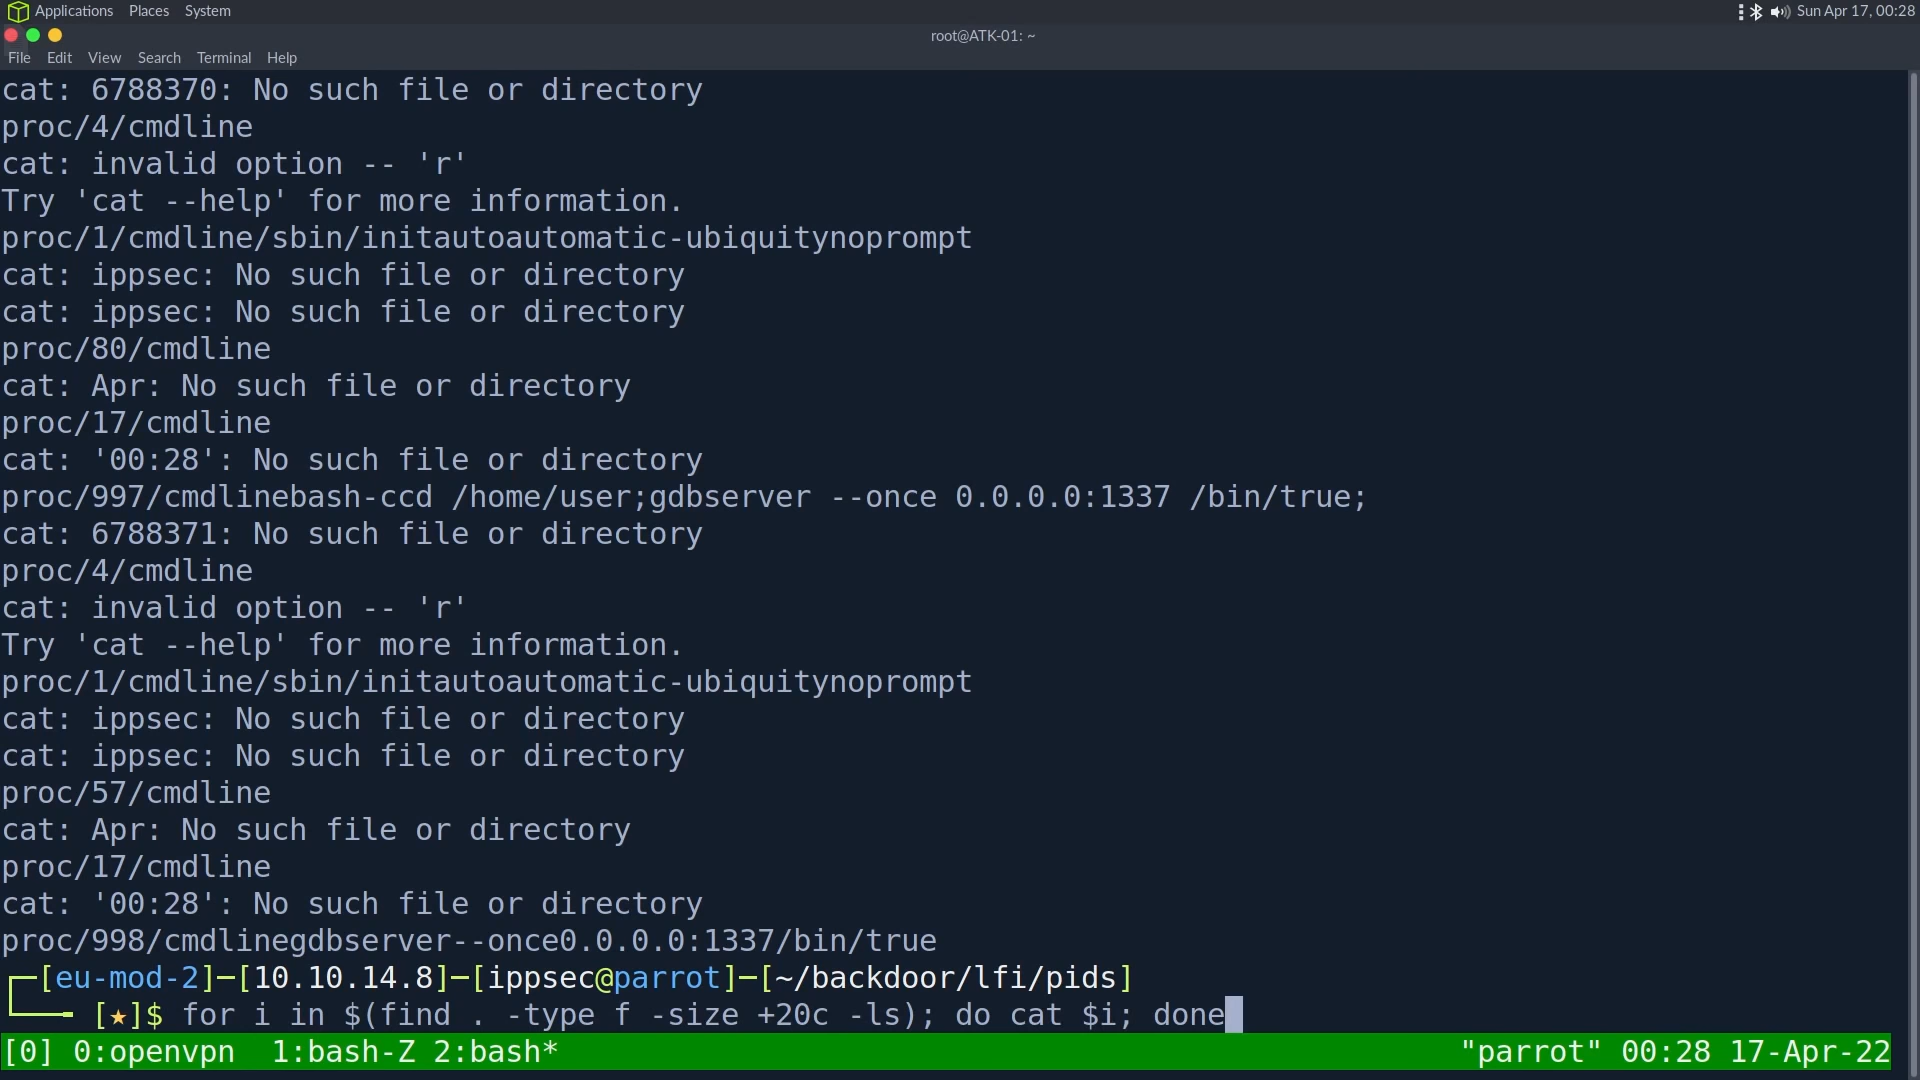 Applications Places System
Sun Apr 17, 00:28
root@ATK-01: ~
File Edit View Search Terminal Help
cat: 6788370: No such file or directory
proc/4/cmdline
cat: invalid option -- 'r'
Try 'cat --help' for more information.
proc/1/cmdline/sbin/initautoautomatic-ubiquitynoprompt
cat: ippsec: No such file or directory
cat: ippsec: No such file or directory
proc/80/cmdline
cat: Apr: No such file or directory
proc/17/cmdline
cat: '00:28': No such file or directory
proc/997/cmdlinebash-ccd /home/user;gdbserver --once 0.0.0.0:1337 /bin/true;
cat: 6788371: No such file or directory
proc/4/cmdline
cat: invalid option -- 'r'
Try 'cat --help' for more information.
proc/1/cmdline/sbin/initautoautomatic-ubiquitynoprompt
cat: ippsec: No such file or directory
cat: ippsec: No such file or directory
proc/57/cmdline
cat: Apr: No such file or directory
proc/17/cmdline
cat: '00:28': No such file or directory
proc/998/cmdlinegdbserver--once0.0.0.0:1337/bin/true
┌─[eu-mod-2]─[10.10.14.8]─[ippsec@parrot]─[~/backdoor/lfi/pids]
└──╼ [★]$ for i in $(find . -type f -size +20c -ls); do cat $i; done
[0] 0:openvpn  1:bash-Z 2:bash* "parrot" 00:28 17-Apr-22